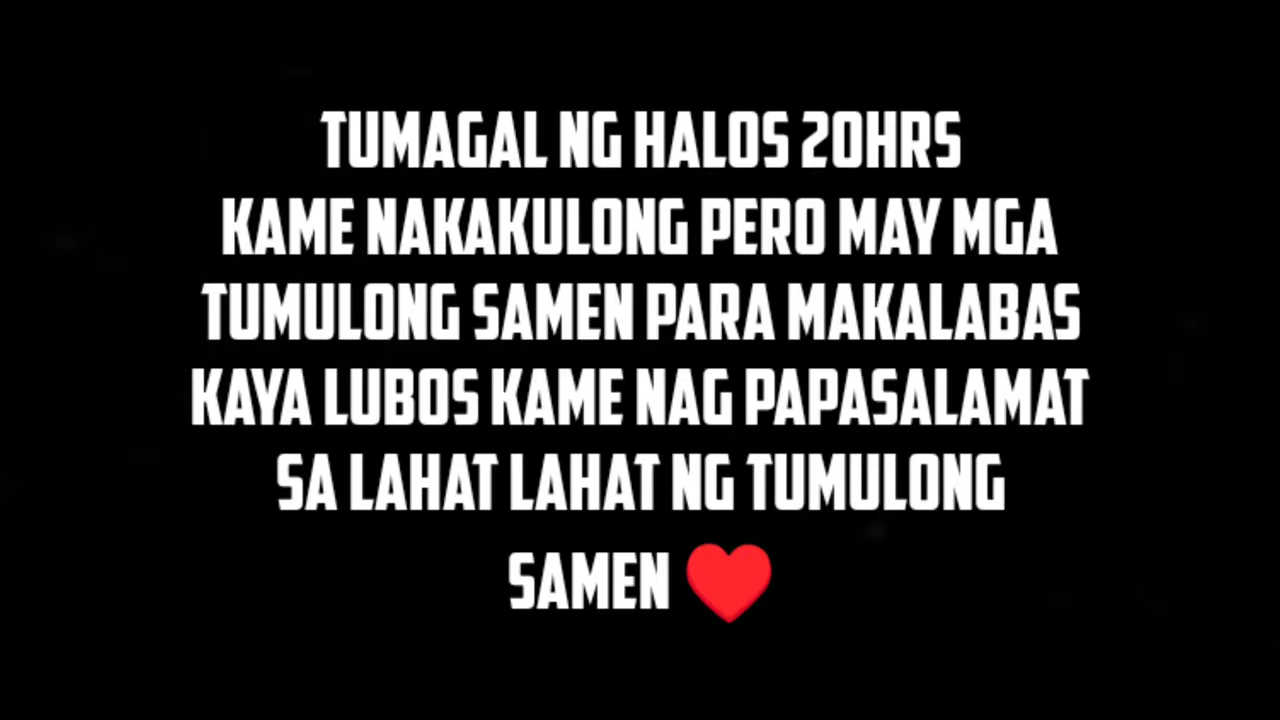 TUMAGAL NG HALOS 20HRS
KAME NAKAKULONG PERO MAY MGA
TUMULONG SAMEN PARA MAKALABAS
KAYA LUBOS KAME NAG PAPASALAMAT
SA LAHAT LAHAT NG TUMULONG
SAMEN ❤️